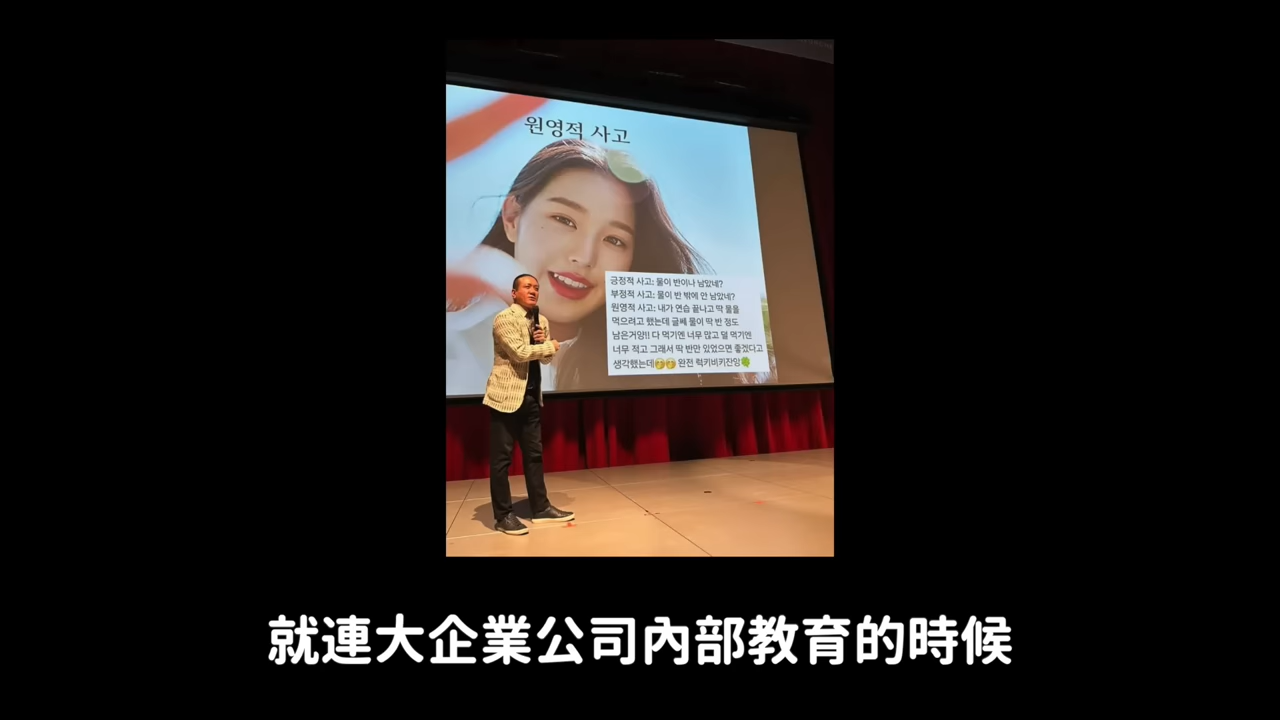 원영적 사고
긍정적 사고: 물이 반이나 남았네?
부정적 사고: 물이 반 밖에 안 남았네?
원영적 사고: 내가 연습 끝나고 딱 물을
먹으려고 했는데 글쎄 물이 딱 반 정도
남은거양!! 다 먹기엔 너무 많고 덜 먹기엔
너무 적고 그래서 딱 반만 있었으면 좋겠다고
생각했는데🥹🥹 완전 럭키비키잔앙🍀
就連大企業公司內部教育的時候